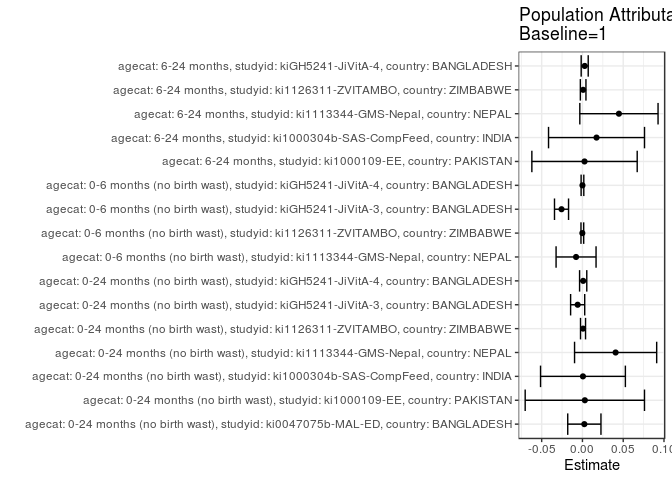 Population Attributa
Baseline=1
agecat: 6-24 months, studyid: kiGH5241-JiVitA-4, country: BANGLADESH
agecat: 6-24 months, studyid: ki1126311-ZVITAMBO, country: ZIMBABWE
agecat: 6-24 months, studyid: ki1113344-GMS-Nepal, country: NEPAL
agecat: 6-24 months, studyid: ki1000304b-SAS-CompFeed, country: INDIA
agecat: 6-24 months, studyid: ki1000109-EE, country: PAKISTAN
agecat: 0-6 months (no birth wast), studyid: kiGH5241-JiVitA-4, country: BANGLADESH
agecat: 0-6 months (no birth wast), studyid: kiGH5241-JiVitA-3, country: BANGLADESH
agecat: 0-6 months (no birth wast), studyid: ki1126311-ZVITAMBO, country: ZIMBABWE
agecat: 0-6 months (no birth wast), studyid: ki1113344-GMS-Nepal, country: NEPAL
agecat: 0-24 months (no birth wast), studyid: kiGH5241-JiVitA-4, country: BANGLADESH
agecat: 0-24 months (no birth wast), studyid: kiGH5241-JiVitA-3, country: BANGLADESH
agecat: 0-24 months (no birth wast), studyid: ki1126311-ZVITAMBO, country: ZIMBABWE
agecat: 0-24 months (no birth wast), studyid: ki1113344-GMS-Nepal, country: NEPAL
agecat: 0-24 months (no birth wast), studyid: ki1000304b-SAS-CompFeed, country: INDIA
agecat: 0-24 months (no birth wast), studyid: ki1000109-EE, country: PAKISTAN
agecat: 0-24 months (no birth wast), studyid: ki0047075b-MAL-ED, country: BANGLADESH
-0.05 0.00 0.05 0.10
Estimate